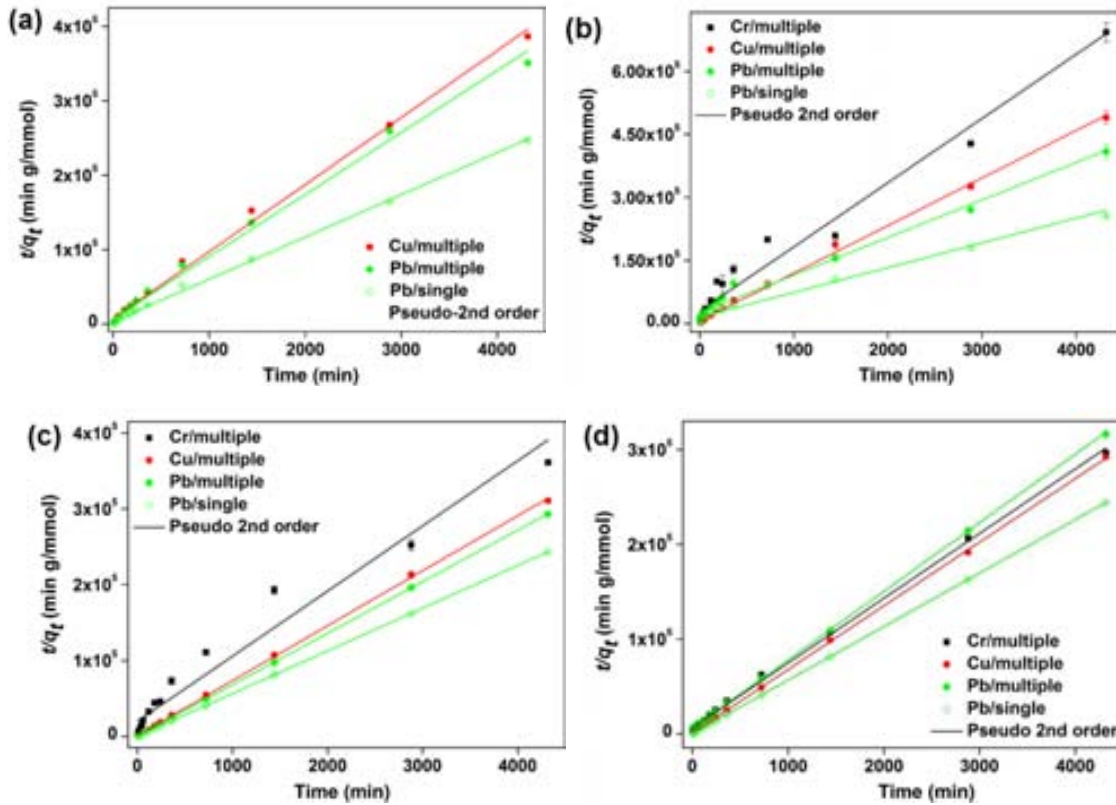 (a)
4x10⁵
3x10⁵
2x10⁵
1x10⁵
0
t/qₜ (min g/mmol)
Cu/multiple
Pb/multiple
Pb/single
Pseudo-2nd order
0 1000 2000 3000 4000
Time (min)
(b)
6.00x10⁵
4.50x10⁵
3.00x10⁵
1.50x10⁵
0.00
t/qₜ (min g/mmol)
Cr/multiple
Cu/multiple
Pb/multiple
Pb/single
Pseudo 2nd order
0 1000 2000 3000 4000
Time (min)
(c)
4x10⁵
3x10⁵
2x10⁵
1x10⁵
0
t/qₜ (min g/mmol)
Cr/multiple
Cu/multiple
Pb/multiple
Pb/single
Pseudo 2nd order
0 1000 2000 3000 4000
Time (min)
(d)
3x10⁵
2x10⁵
1x10⁵
0
t/qₜ (min g/mmol)
Cr/multiple
Cu/multiple
Pb/multiple
Pb/single
Pseudo 2nd order
0 1000 2000 3000 4000
Time (min)